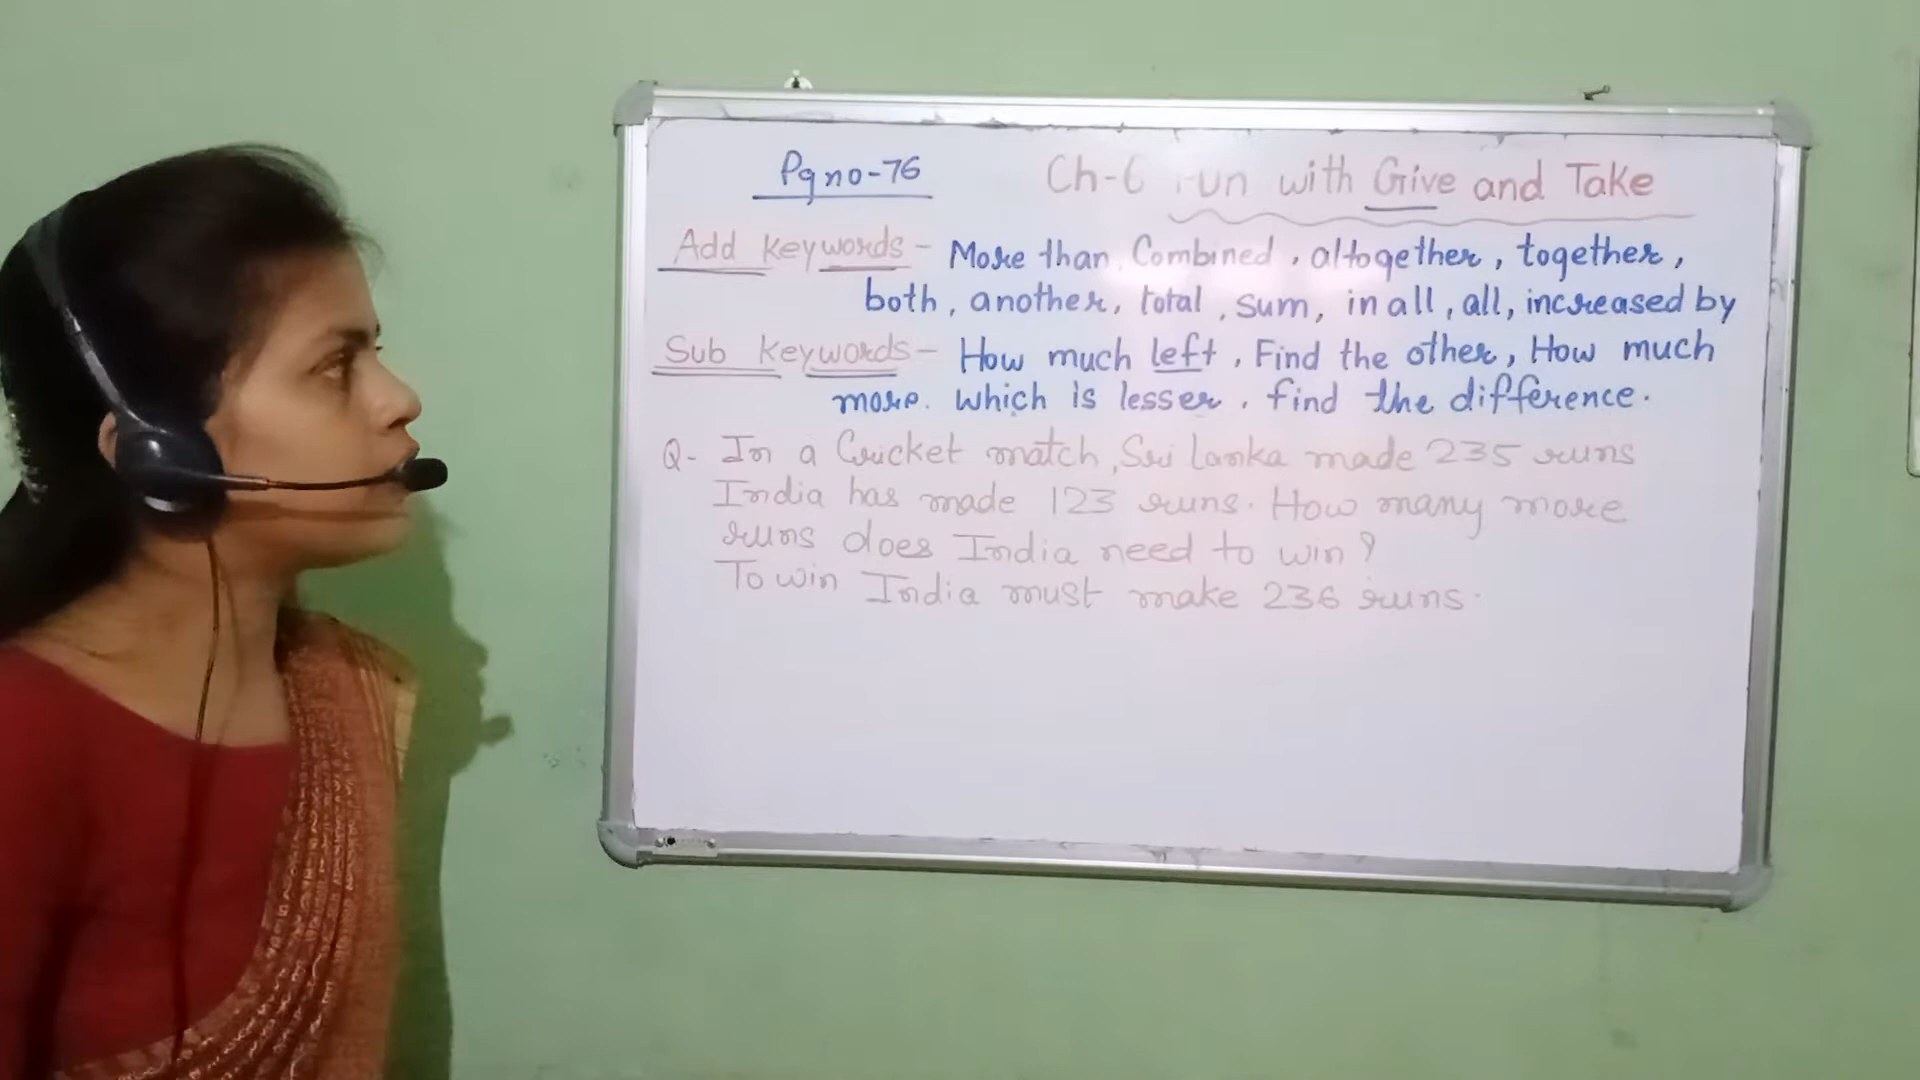 Pg no-76
Ch-6 Fun with Give and Take
Add keywords - More than, Combined, altogether, together,
both, another, total, sum, in all, all, increased by
Sub keywords - How much left, Find the other, How much
more. Which is lesser, find the difference.
Q- In a Cricket match, Sri Lanka made 235 runs
India has made 123 runs. How many more
runs does India need to win?
To win India must make 236 runs.